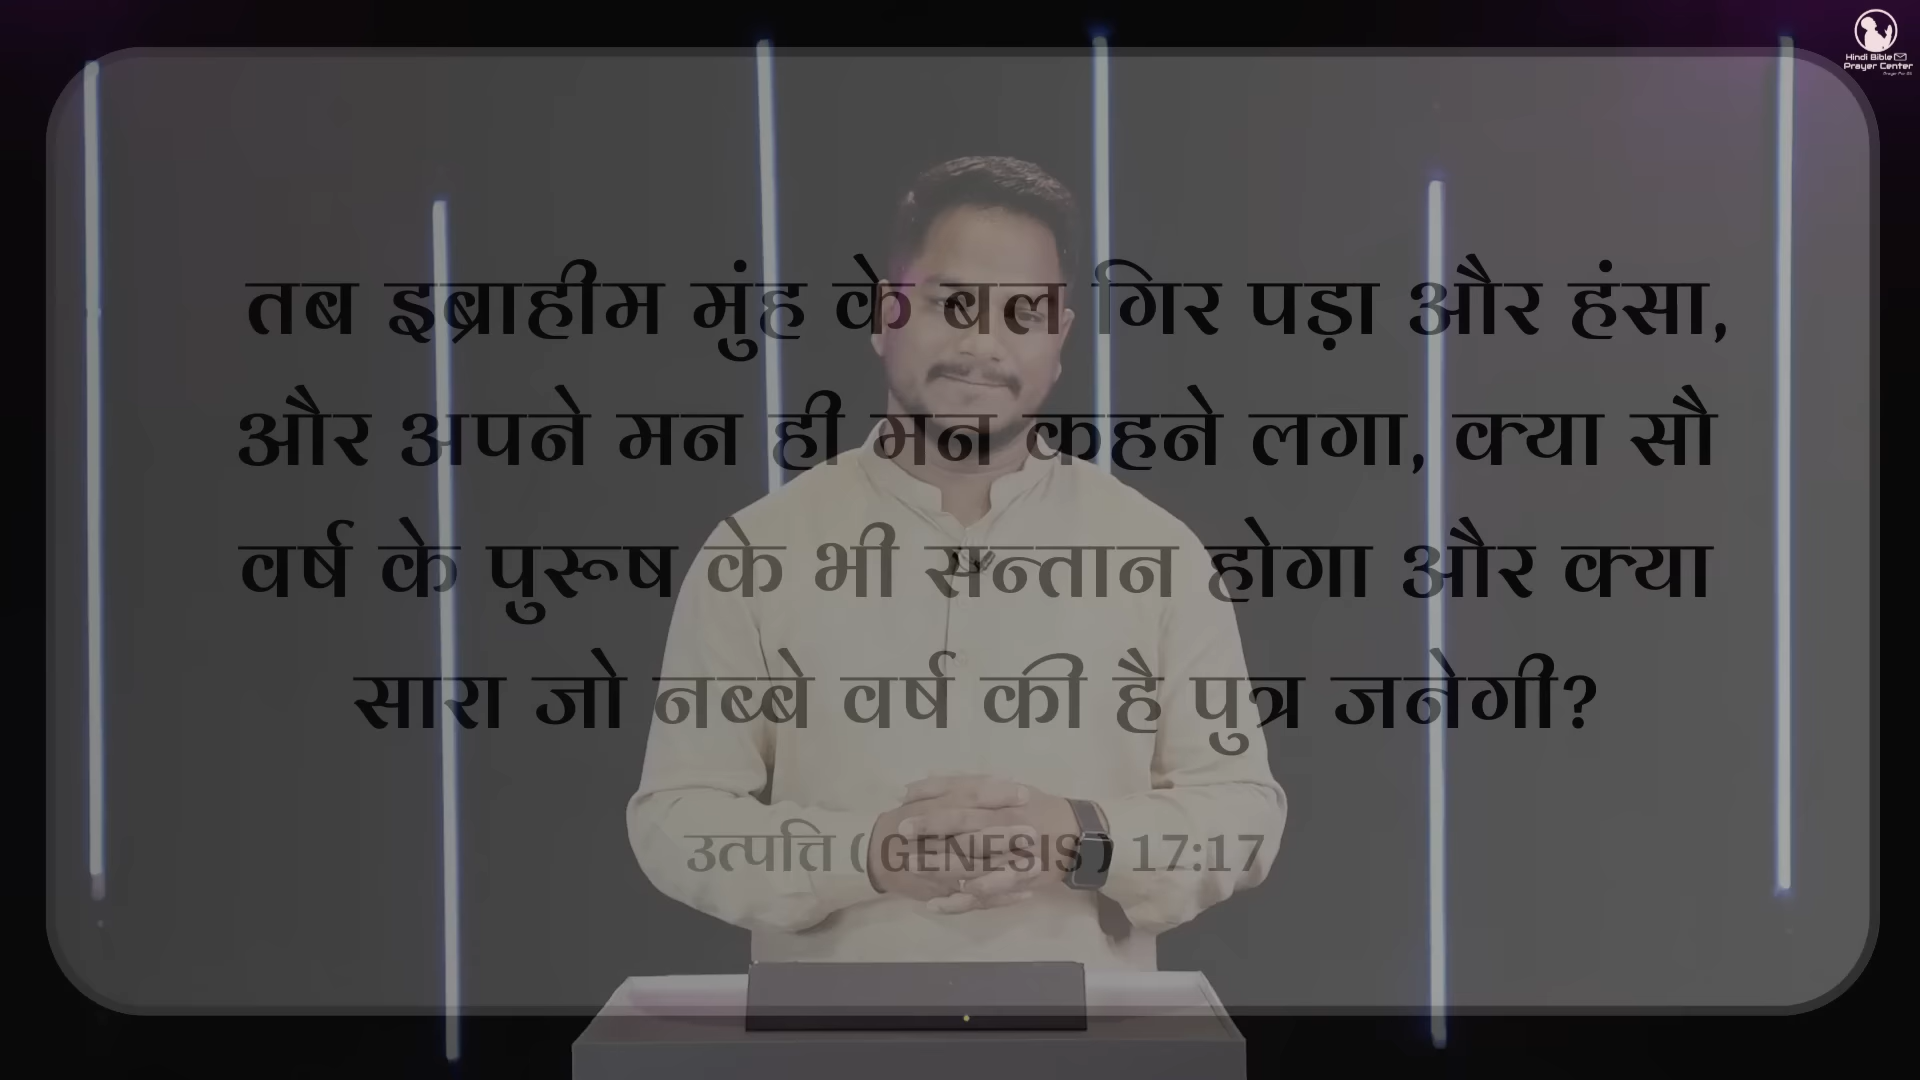 Hindi Bible
Prayer Center
तब इब्राहीम मुंह के बल गिर पड़ा और हंसा,
और अपने मन ही मन कहने लगा, क्या सौ
वर्ष के पुरूष के भी सन्तान होगा और क्या
सारा जो नब्बे वर्ष की है पुत्र जनेगी?
उत्पत्ति ( GENESIS ) 17:17